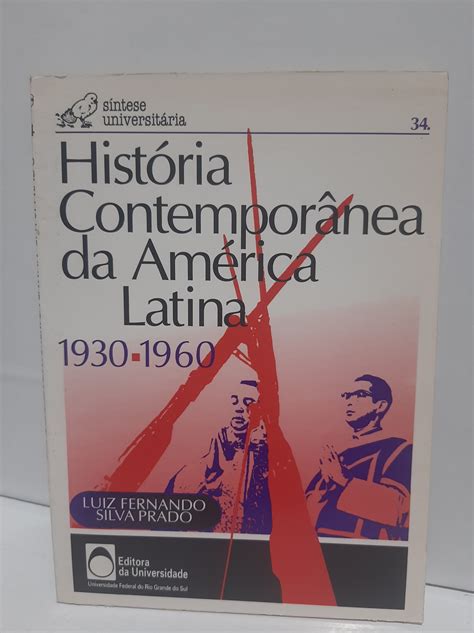 síntese
universitária
34.
História
Contemporânea
da América
Latina
1930-1960
LUIZ FERNANDO
SILVA PRADO
Editora
da Universidade
Universidade Federal do Rio Grande do Sul